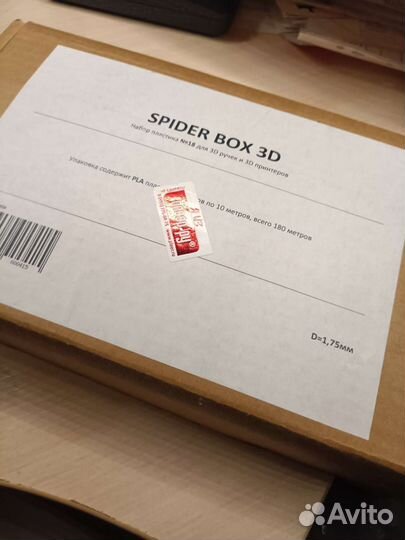 SPIDER BOX 3D
Набор пластика №18 для 3D ручек и 3D принтеров
Упаковка содержит PLA по 10 метров, всего 180 метров
000415
D=1,75мм
Avito